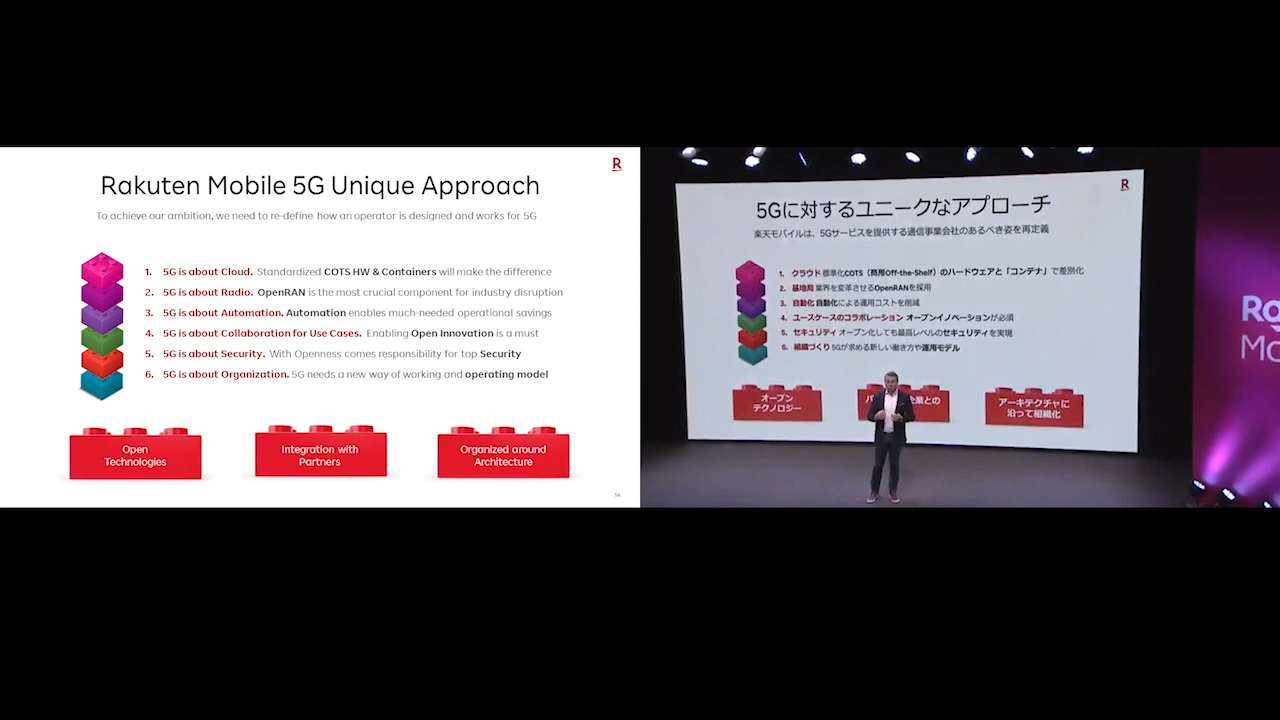 R
Rakuten Mobile 5G Unique Approach
To achieve our ambition, we need to re-define how an operator is designed and works for 5G
1. 5G is about Cloud. Standardized COTS HW & Containers will make the difference
2. 5G is about Radio. OpenRAN is the most crucial component for industry disruption
3. 5G is about Automation. Automation enables much-needed operational savings
4. 5G is about Collaboration for Use Cases. Enabling Open Innovation is a must
5. 5G is about Security. With Openness comes responsibility for top Security
6. 5G is about Organization. 5G needs a new way of working and operating model
Open
Technologies
Integration with
Partners
Organized around
Architecture
R
5Gに対するユニークなアプローチ
楽天モバイルは、5Gサービスを提供する通信事業会社のあるべき姿を再定義
1. クラウド 標準化COTS（商用Off-the-Shelf）のハードウェアと「コンテナ」で差別化
2. 基地局 業界を変革させるOpenRANを採用
3. 自動化 自動化による運用コストを削減
4. ユースケースのコラボレーション オープンイノベーションが必須
5. セキュリティ オープン化しても最高レベルのセキュリティを実現
6. 組織づくり 5Gが求める新しい働き方や運用モデル
オープン
テクノロジー
企業との
アーキテクチャに
沿って組織化